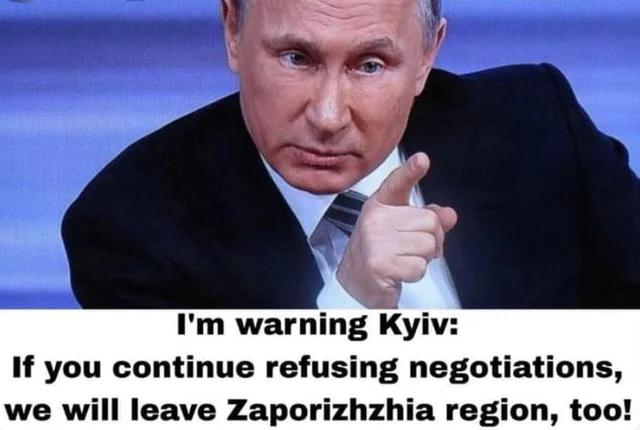 I'm warning Kyiv:
If you continue refusing negotiations,
we will leave Zaporizhzhia region, too!